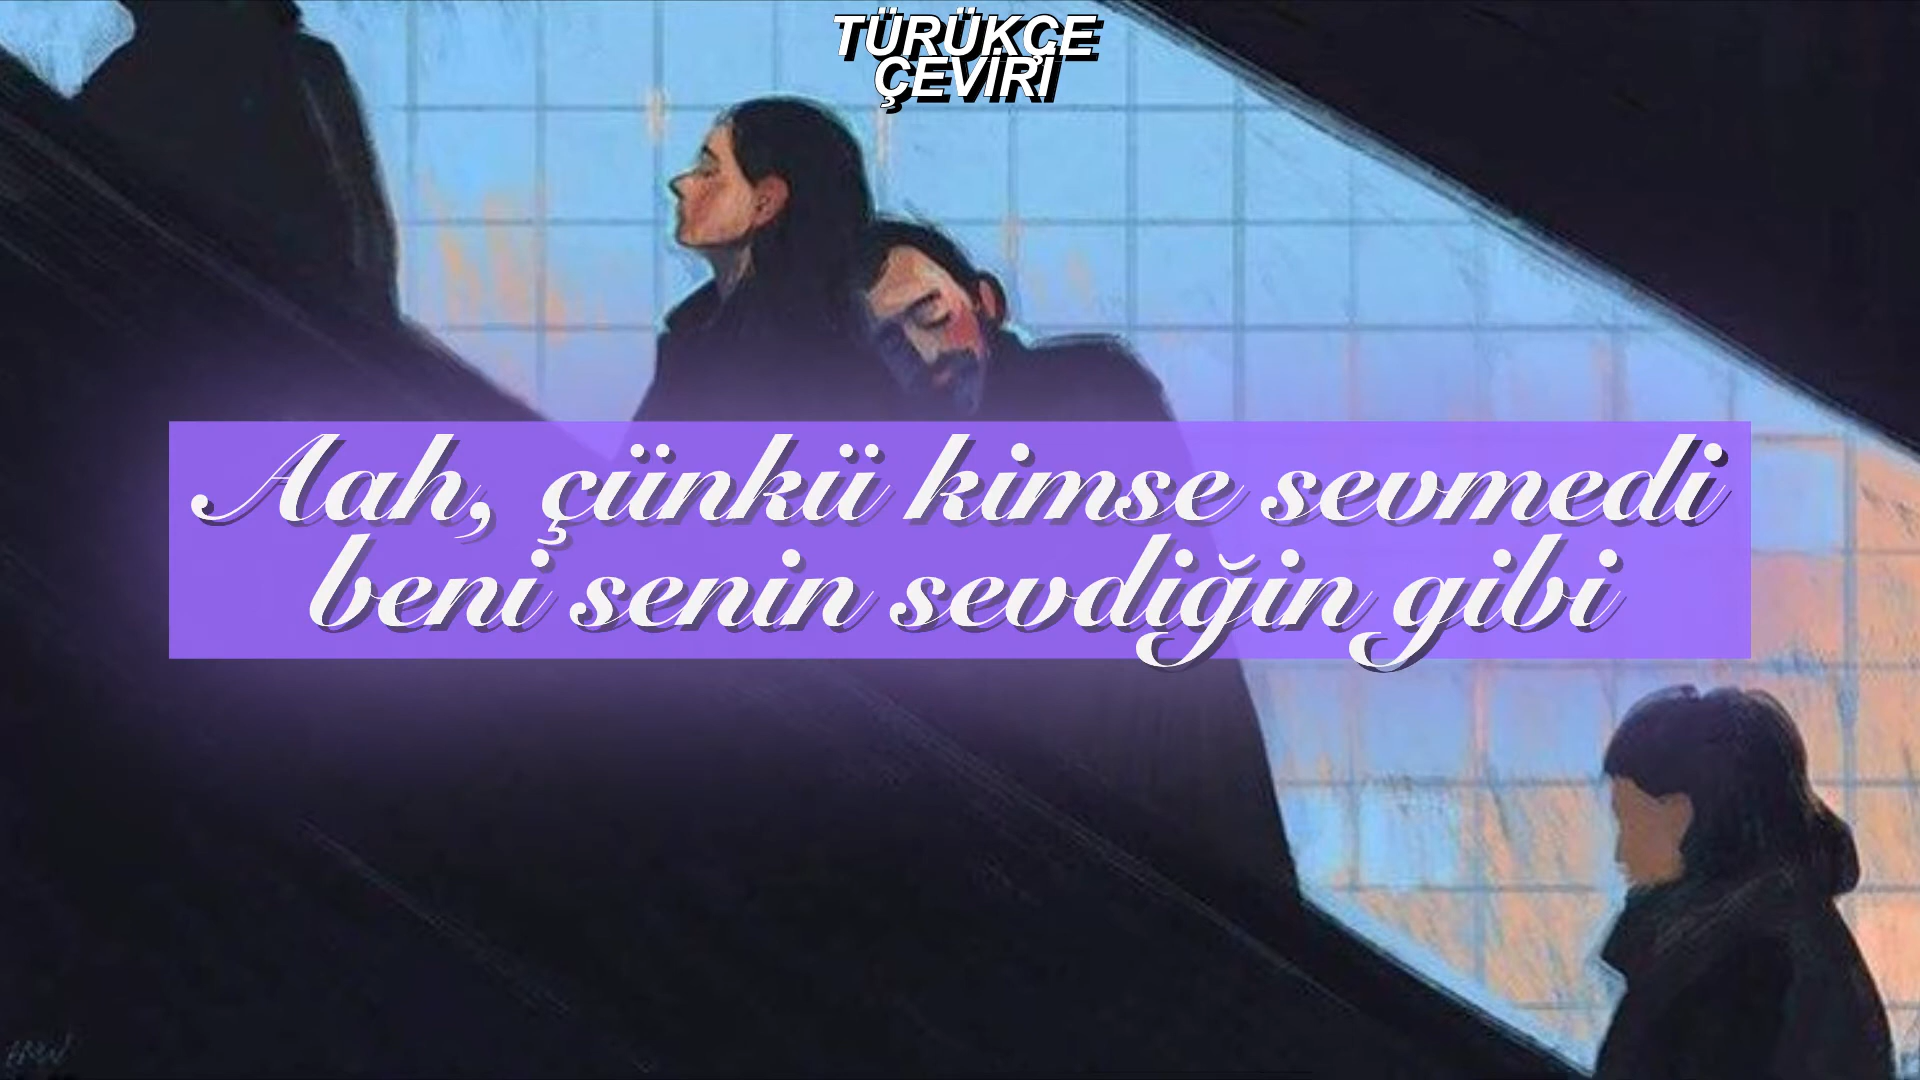 TÜRÜKÇE
ÇEVİRİ
Aah, çünkü kimse sevmedi
beni senin sevdiğin gibi